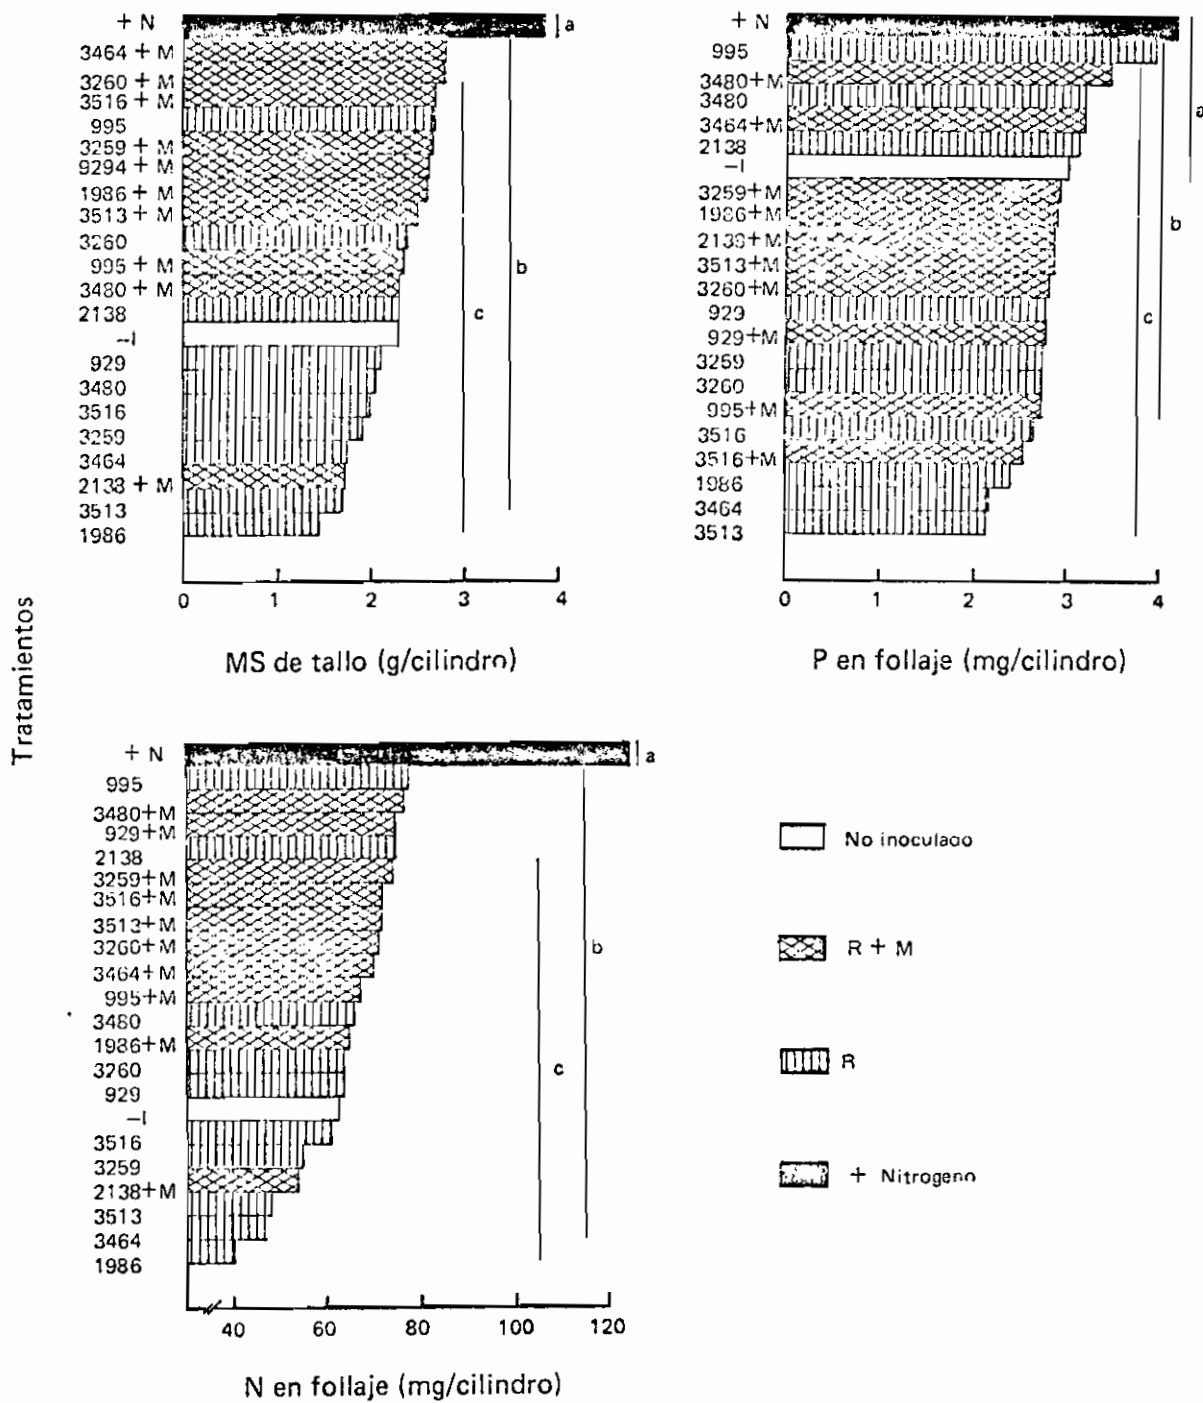 Tratamientos
+ N
3464 + M
3260 + M
3516 + M
995
3259 + M
9294 + M
1986 + M
3513 + M
3260
995 + M
3480 + M
2138
-I
929
3480
3516
3259
3464
2138 + M
3513
1986
a
b
c
0 1 2 3 4
MS de tallo (g/cilindro)
+ N
995
3480+M
3480
3464+M
2138
-I
3259+M
1986+M
2138+M
3513+M
3260+M
929
929+M
3259
3260
995+M
3516
3516+M
1986
3464
3513
a
b
c
0 1 2 3 4
P en follaje (mg/cilindro)
+ N
995
3480+M
929+M
2138
3259+M
3516+M
3513+M
3260+M
3464+M
995+M
3480
1986+M
3260
929
-I
3516
3259
2138+M
3513
3464
1986
a
b
c
40 60 80 100 120
N en follaje (mg/cilindro)
No inoculado
R + M
R
+ Nitrogeno